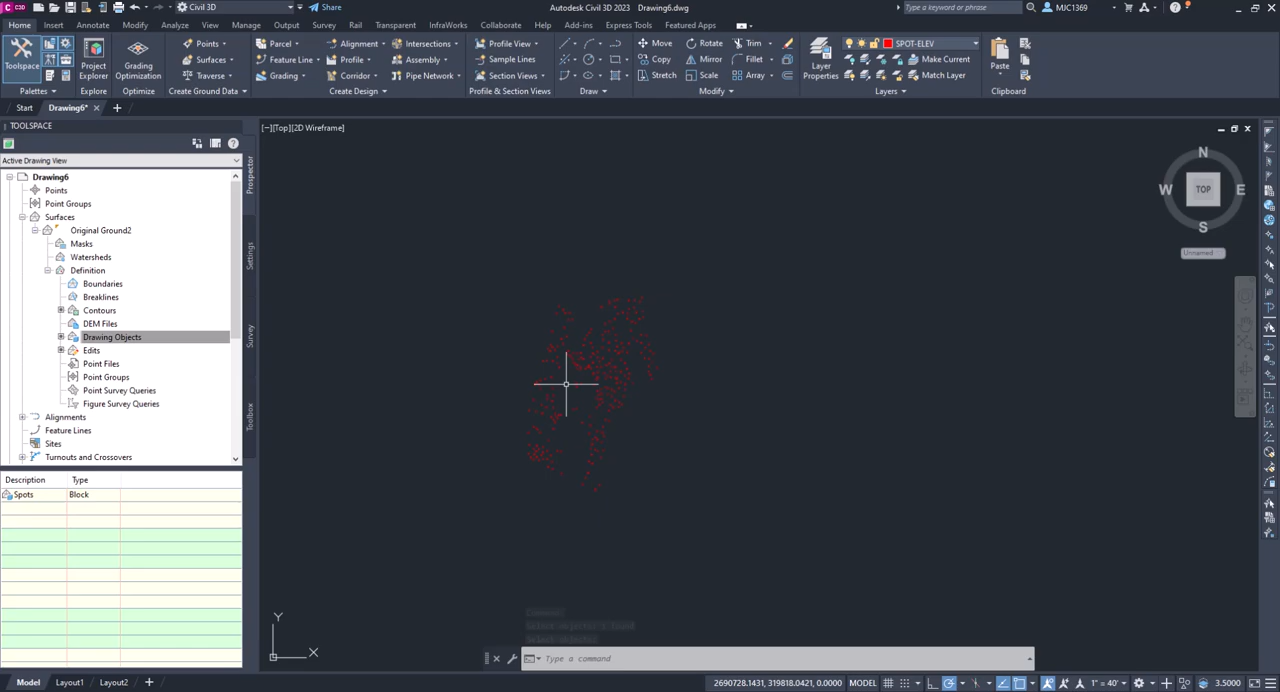 C3D Civil 3D Share Autodesk Civil 3D 2023 Drawing6.dwg Type a keyword or phrase MJC1369
Home Insert Annotate Modify Analyze View Manage Output Survey Rail Transparent InfraWorks Collaborate Help Add-ins Express Tools Featured Apps
Points Parcel Alignment Intersections Profile View Move Rotate Trim SPOT-ELEV
Toolspace Project Explorer Grading Optimization Surfaces Feature Line Profile Assembly Sample Lines Copy Mirror Fillet Layer Properties Make Current Paste
Traverse Grading Corridor Pipe Network Section Views Stretch Scale Array Match Layer
Palettes Explore Optimize Create Ground Data Create Design Profile & Section Views Draw Modify Layers Clipboard
Start Drawing6*
TOOLSPACE
[−][Top][2D Wireframe]
Active Drawing View
Drawing6
Points
Point Groups
Surfaces
Original Ground2
Masks
Watersheds
Definition
Boundaries
Breaklines
Contours
DEM Files
Drawing Objects
Edits
Point Files
Point Groups
Point Survey Queries
Figure Survey Queries
Alignments
Feature Lines
Sites
Turnouts and Crossovers
Prospector
Settings
Survey
Toolbox
Description Type
Spots Block
N
W TOP E
S
Unnamed
Y
X
Command:
Select objects: 1 found
Select objects:
Type a command
Model Layout1 Layout2 2690728.1431, 319818.0421, 0.0000 MODEL 1" = 40' 3.5000